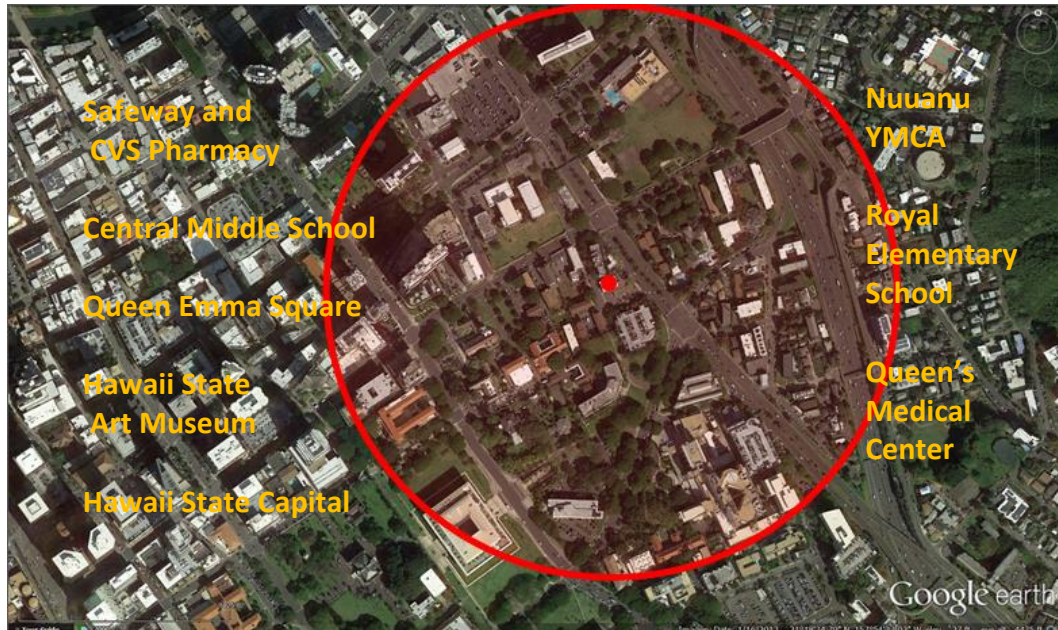 Safeway and
CVS Pharmacy
Central Middle School
Queen Emma Square
Hawaii State
Art Museum
Hawaii State Capital
Nuuanu
YMCA
Royal
Elementary
School
Queen's
Medical
Center
Google earth